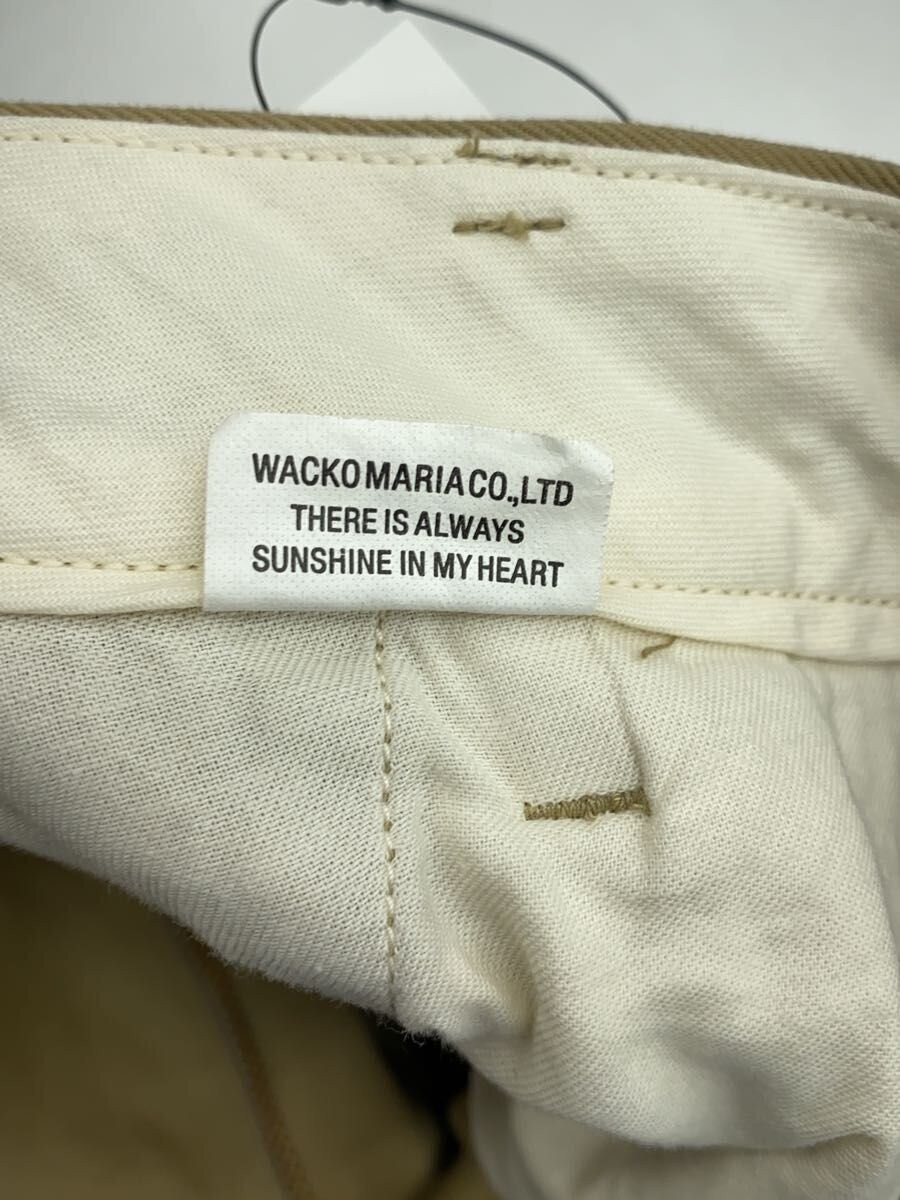 WACKO MARIA CO.,LTD
THERE IS ALWAYS
SUNSHINE IN MY HEART